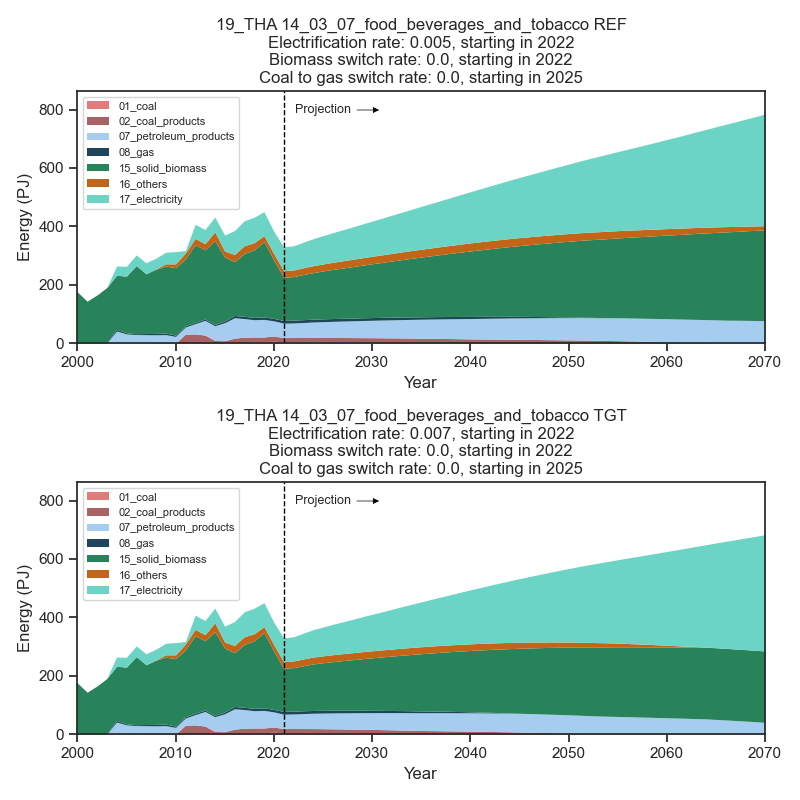 19_THA 14_03_07_food_beverages_and_tobacco REF
Electrification rate: 0.005, starting in 2022
Biomass switch rate: 0.0, starting in 2022
Coal to gas switch rate: 0.0, starting in 2025
Energy (PJ)
800
600
400
200
0
01_coal
02_coal_products
07_petroleum_products
08_gas
15_solid_biomass
16_others
17_electricity
Projection
2000 2010 2020 2030 2040 2050 2060 2070
Year
19_THA 14_03_07_food_beverages_and_tobacco TGT
Electrification rate: 0.007, starting in 2022
Biomass switch rate: 0.0, starting in 2022
Coal to gas switch rate: 0.0, starting in 2025
Energy (PJ)
800
600
400
200
0
01_coal
02_coal_products
07_petroleum_products
08_gas
15_solid_biomass
16_others
17_electricity
Projection
2000 2010 2020 2030 2040 2050 2060 2070
Year